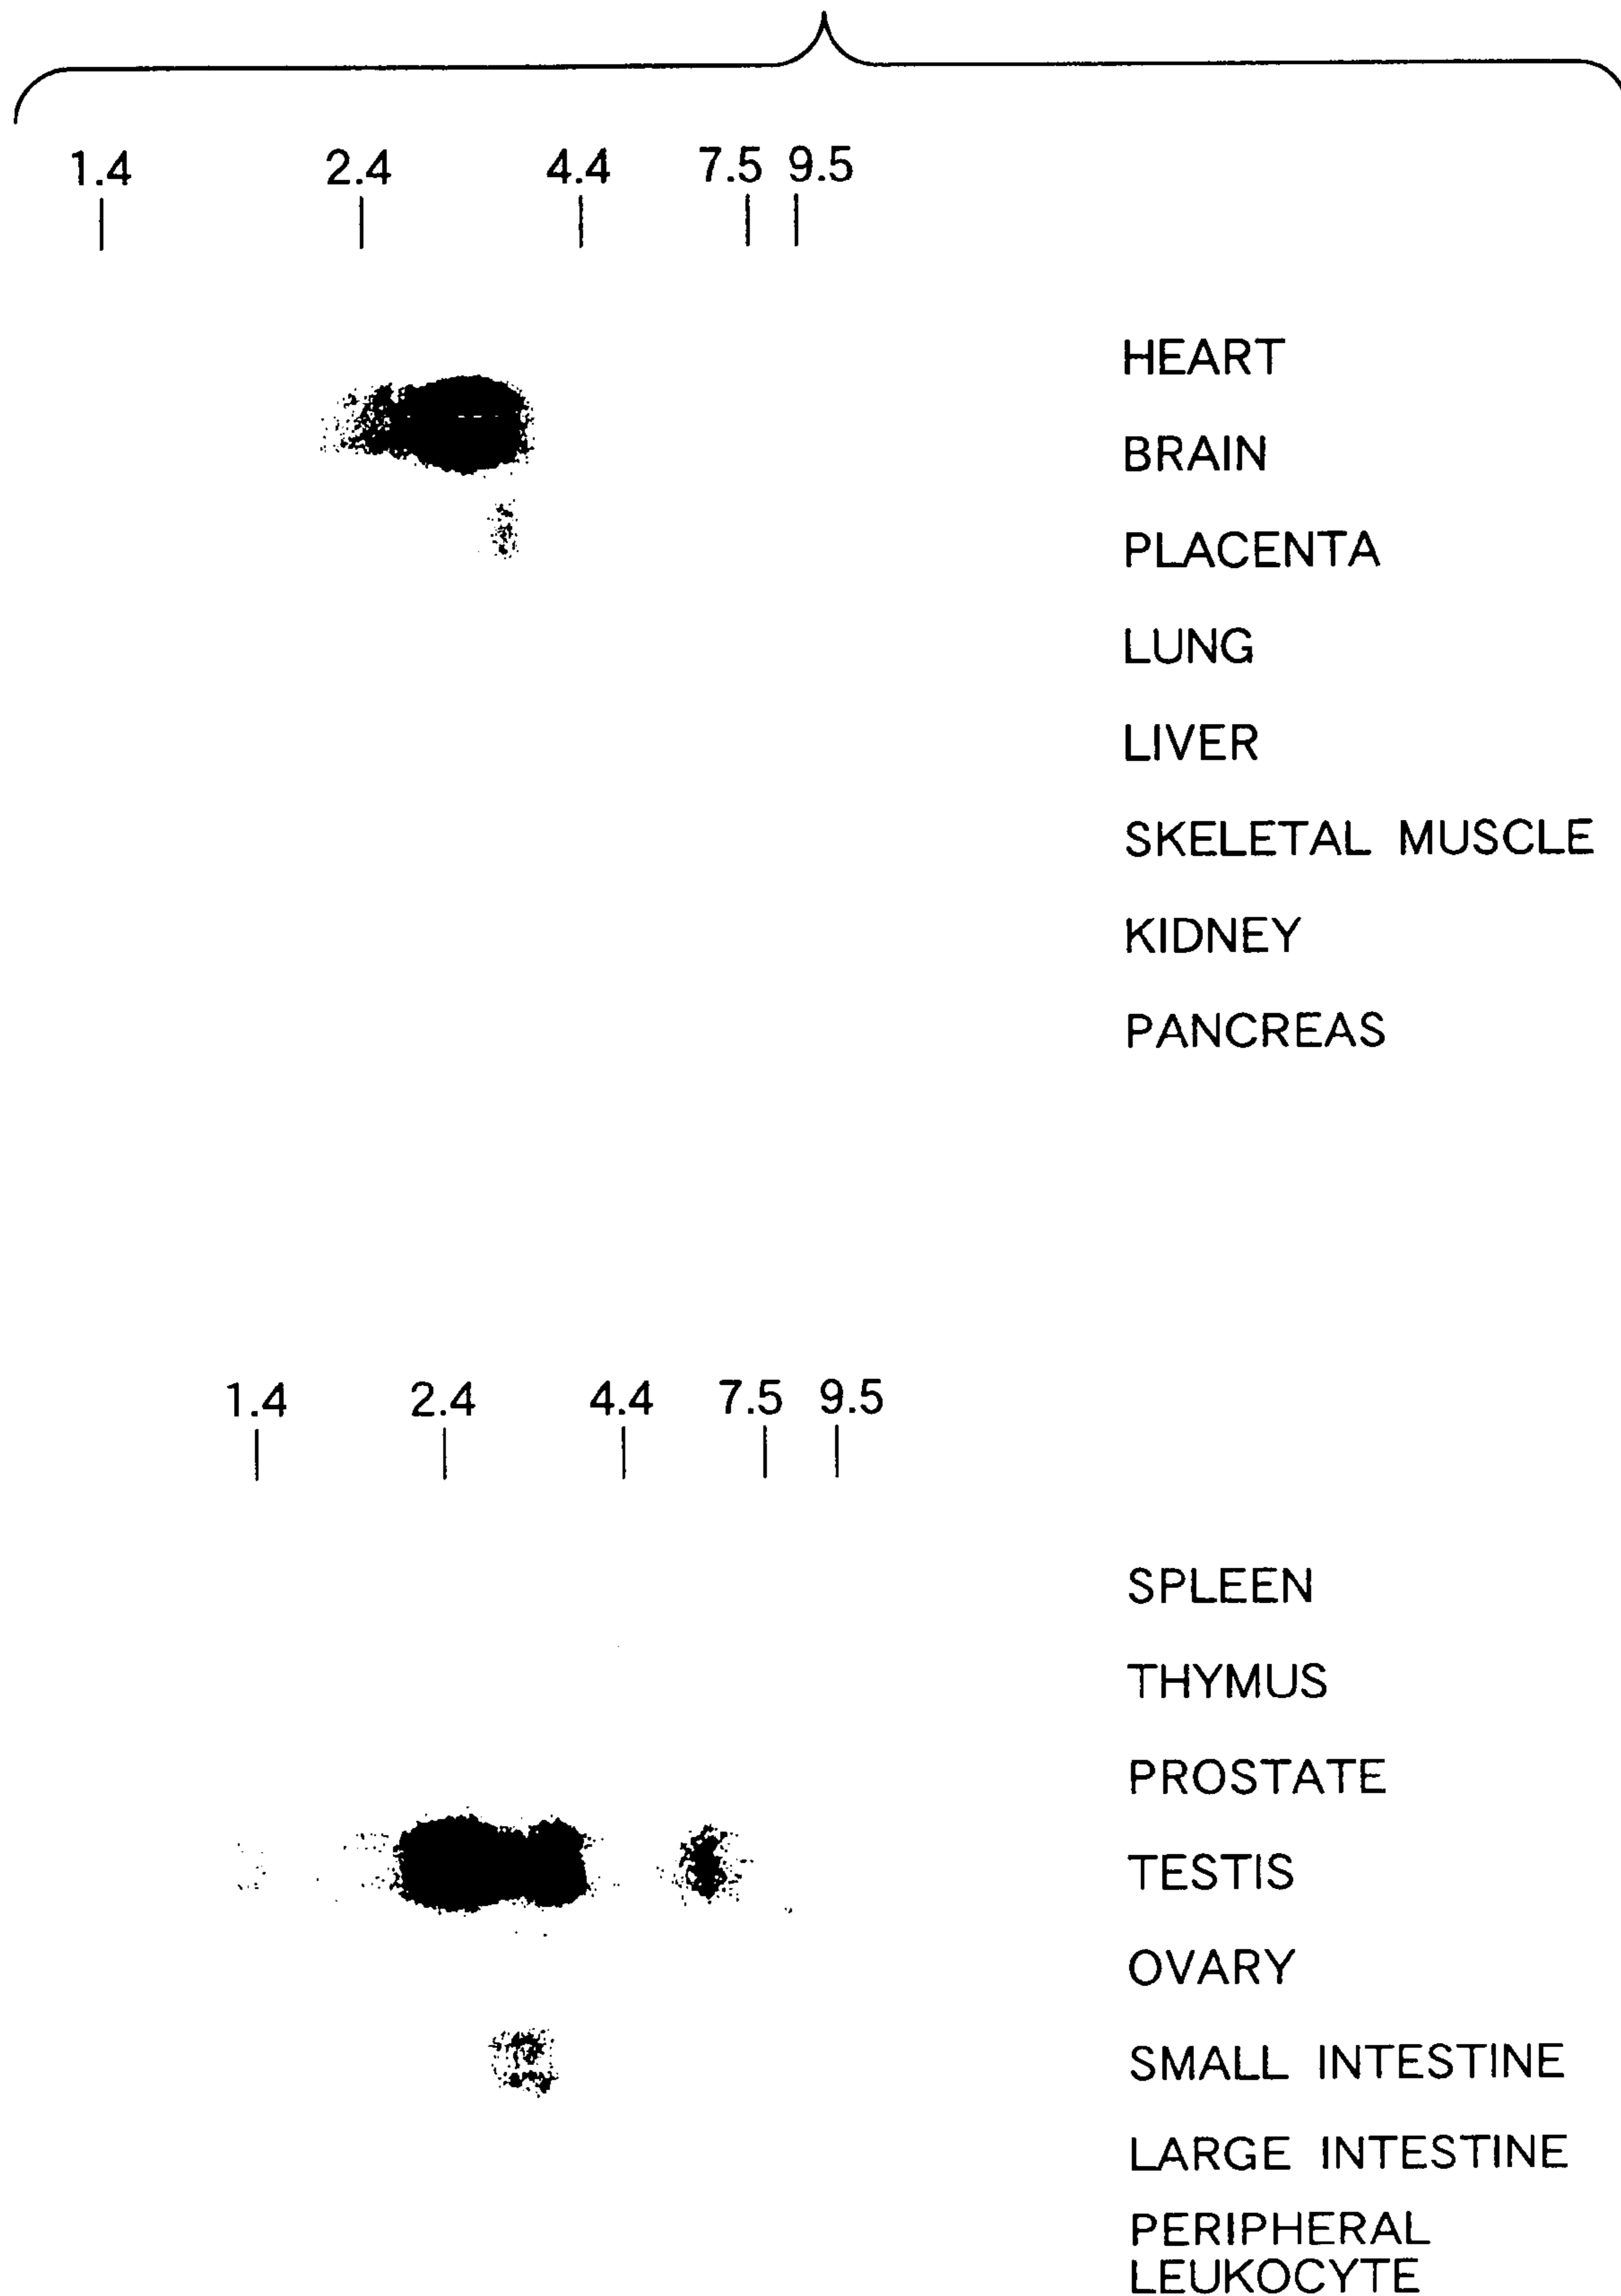 1.4 2.4 4.4 7.5 9.5
HEART
BRAIN
PLACENTA
LUNG
LIVER
SKELETAL MUSCLE
KIDNEY
PANCREAS
1.4 2.4 4.4 7.5 9.5
SPLEEN
THYMUS
PROSTATE
TESTIS
OVARY
SMALL INTESTINE
LARGE INTESTINE
PERIPHERAL
LEUKOCYTE